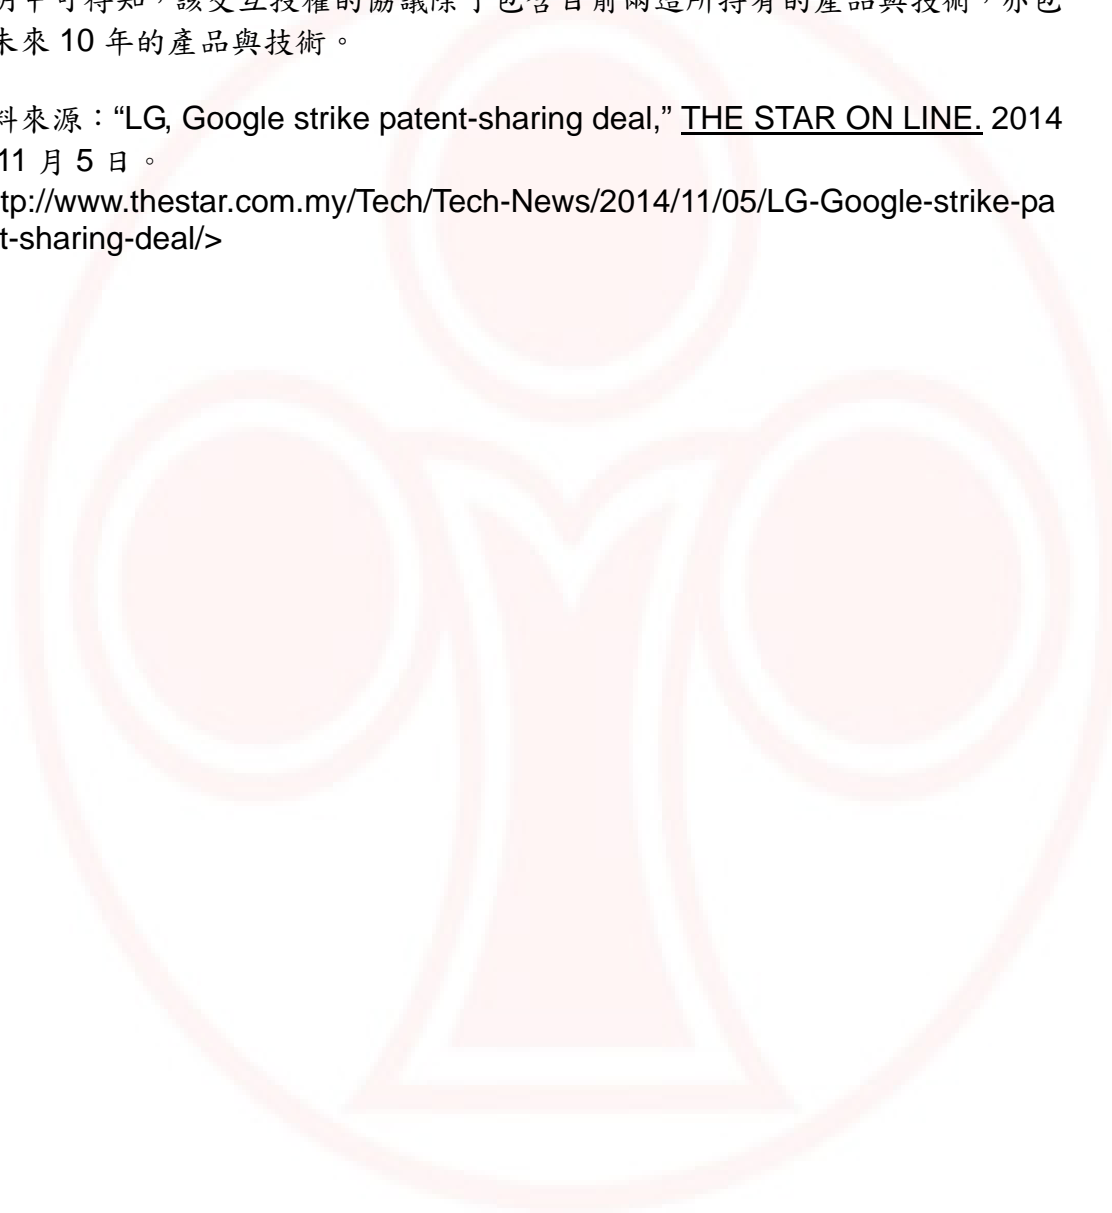 月中可得知，該交互授權的協議除了包含目前兩造所持有的產品與技術，亦包
未來 10 年的產品與技術。
料來源：“LG, Google strike patent-sharing deal,” THE STAR ON LINE. 2014
11 月 5 日。
tp://www.thestar.com.my/Tech/Tech-News/2014/11/05/LG-Google-strike-pa
t-sharing-deal/>